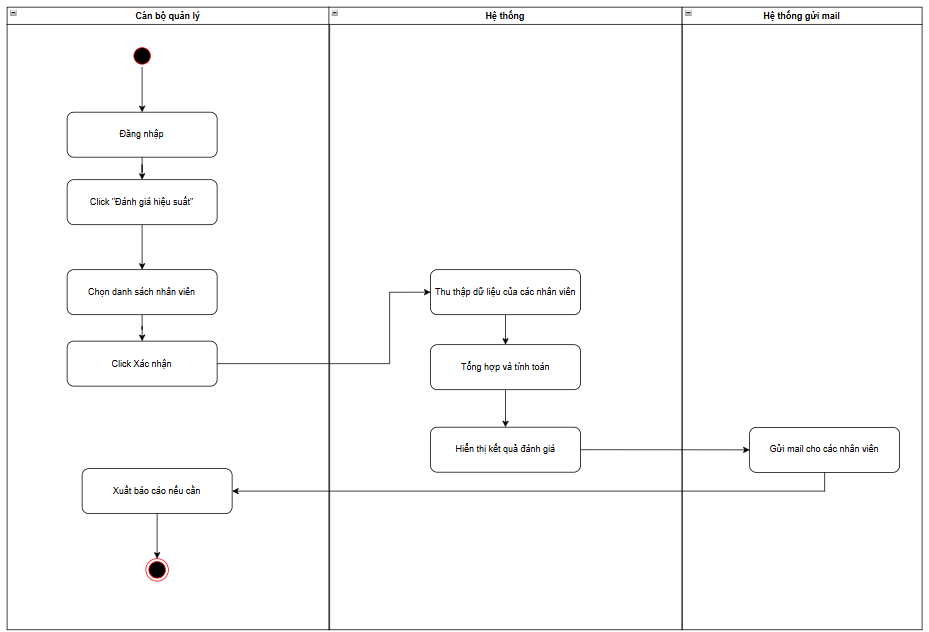 Cán bộ quản lý
Hệ thống
Hệ thống gửi mail
Đăng nhập
Click "Đánh giá hiệu suất"
Chọn danh sách nhân viên
Click Xác nhận
Thu thập dữ liệu của các nhân viên
Tổng hợp và tính toán
Hiển thị kết quả đánh giá
Gửi mail cho các nhân viên
Xuất báo cáo nếu cần